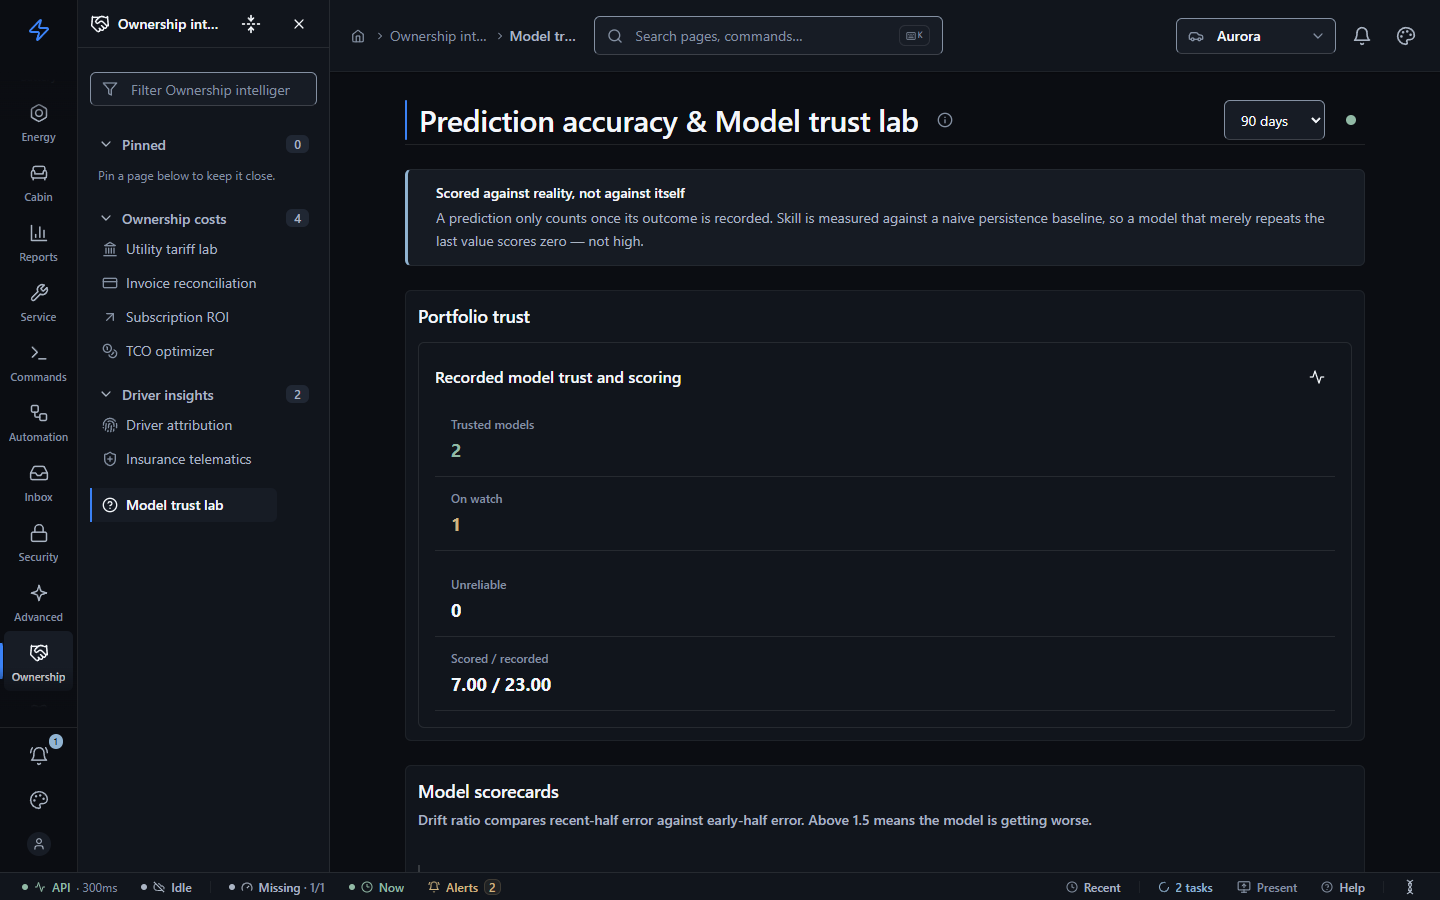 Ownership int...
Ownership int...
Model tr...
Search pages, commands...
K
Aurora
Filter Ownership intelliger
Energy
Cabin
Reports
Service
Commands
Automation
Inbox
Security
Advanced
Ownership
1
Pinned
0
Pin a page below to keep it close.
Ownership costs
4
Utility tariff lab
Invoice reconciliation
Subscription ROI
TCO optimizer
Driver insights
2
Driver attribution
Insurance telematics
Model trust lab
Prediction accuracy & Model trust lab
90 days
Scored against reality, not against itself
A prediction only counts once its outcome is recorded. Skill is measured against a naive persistence baseline, so a model that merely repeats the
last value scores zero — not high.
Portfolio trust
Recorded model trust and scoring
Trusted models
2
On watch
1
Unreliable
0
Scored / recorded
7.00 / 23.00
Model scorecards
Drift ratio compares recent-half error against early-half error. Above 1.5 means the model is getting worse.
API · 300ms
Idle
Missing · 1/1
Now
Alerts 2
Recent
2 tasks
Present
Help